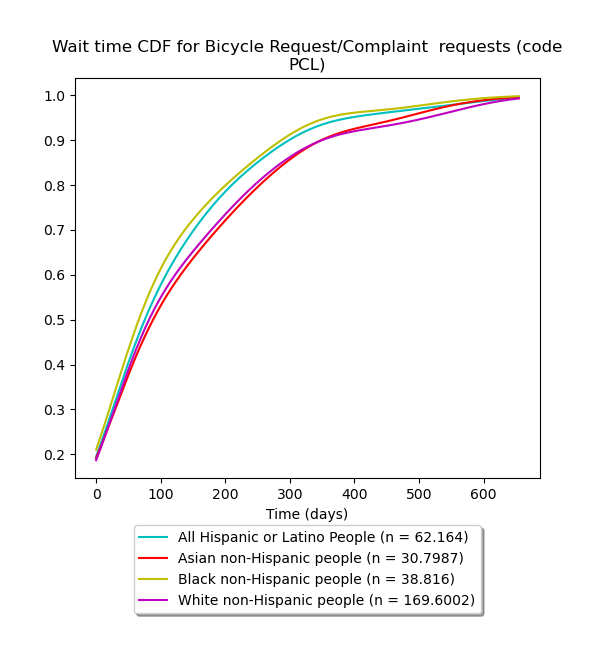 Wait time CDF for Bicycle Request/Complaint  requests (code
PCL)
1.0
0.9
0.8
0.7
0.6
0.5
0.4
0.3
0.2
0 100 200 300 400 500 600
Time (days)
All Hispanic or Latino People (n = 62.164)
Asian non-Hispanic people (n = 30.7987)
Black non-Hispanic people (n = 38.816)
White non-Hispanic people (n = 169.6002)